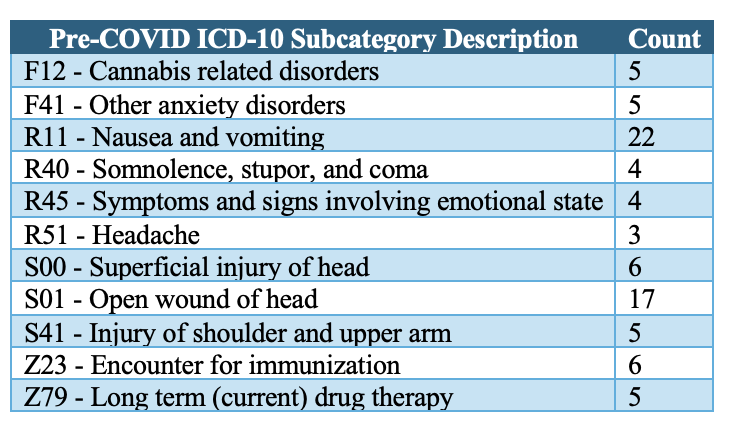 Pre-COVID ICD-10 Subcategory Description Count
F12 - Cannabis related disorders 5
F41 - Other anxiety disorders 5
R11 - Nausea and vomiting 22
R40 - Somnolence, stupor, and coma 4
R45 - Symptoms and signs involving emotional state 4
R51 - Headache 3
S00 - Superficial injury of head 6
S01 - Open wound of head 17
S41 - Injury of shoulder and upper arm 5
Z23 - Encounter for immunization 6
Z79 - Long term (current) drug therapy 5